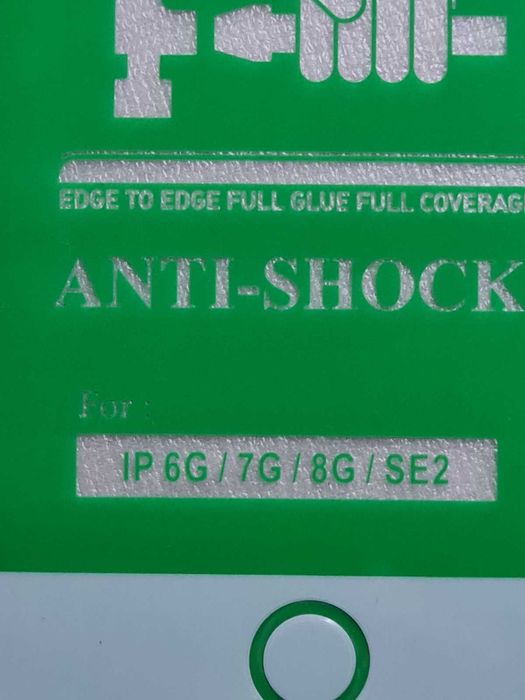 EDGE TO EDGE FULL GLUE FULL COVERAG
ANTI-SHOCK
For :
IP 6G / 7G / 8G / SE2